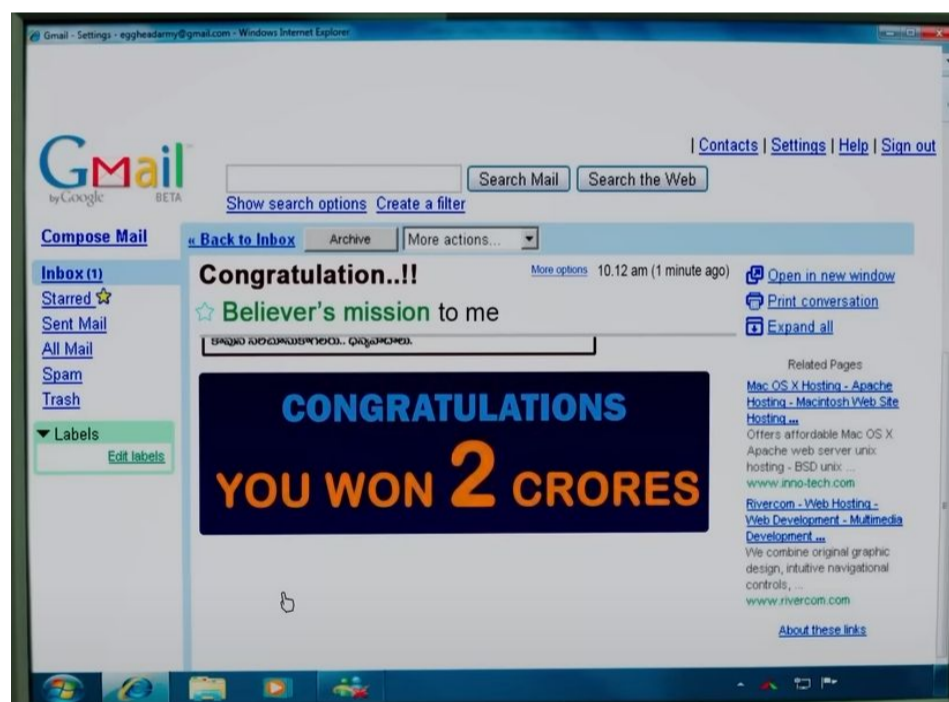 Gmail - Settings - eggheadarmy@gmail.com - Windows Internet Explorer
| Contacts | Settings | Help | Sign out
Gmail
by Google BETA
Search Mail Search the Web
Show search options Create a filter
Compose Mail
« Back to Inbox Archive More actions...
Inbox (1)
Starred
Sent Mail
All Mail
Spam
Trash
Labels
Edit labels
Congratulation..!!
More options 10.12 am (1 minute ago)
Believer's mission to me
CONGRATULATIONS
YOU WON 2 CRORES
Open in new window
Print conversation
Expand all
Related Pages
Mac OS X Hosting - Apache
Hosting - Macintosh Web Site
Hosting ...
Offers affordable Mac OS X
Apache web server unix
hosting - BSD unix ...
www.inno-tech.com
Rivercom - Web Hosting -
Web Development - Multimedia
Development ...
We combine original graphic
design, intuitive navigational
controls, ...
www.rivercom.com
About these links